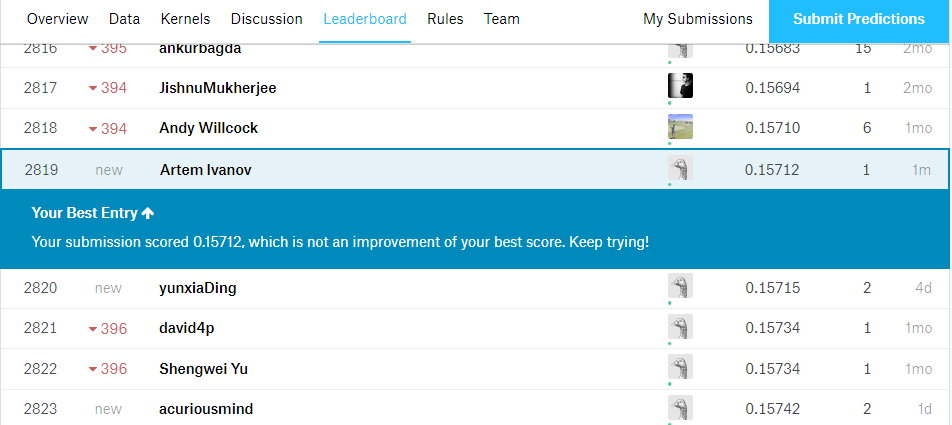 Overview Data Kernels Discussion Leaderboard Rules Team My Submissions Submit Predictions
2816 395 ankurbagda 0.15683 15 2mo
2817 394 JishnuMukherjee 0.15694 1 2mo
2818 394 Andy Willcock 0.15710 6 1mo
2819 new Artem Ivanov 0.15712 1 1m
Your Best Entry
Your submission scored 0.15712, which is not an improvement of your best score. Keep trying!
2820 new yunxiaDing 0.15715 2 4d
2821 396 david4p 0.15734 1 1mo
2822 396 Shengwei Yu 0.15734 1 1mo
2823 new acuriousmind 0.15742 2 1d